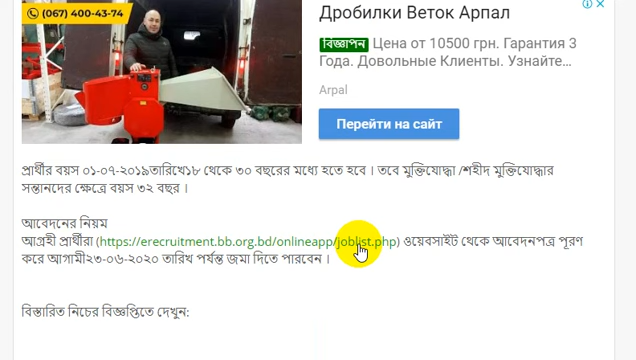 (067) 400-43-74
Дробилки Веток Арпал
বিজ্ঞাপন Цена от 10500 грн. Гарантия 3
Года. Довольные Клиенты. Узнайте…
Arpal
Перейти на сайт
প্রার্থীর বয়স ০১-০৭-২০১৯তারিখে১৮ থেকে ৩০ বছরের মধ্যে হতে হবে । তবে মুক্তিযোদ্ধা /শহীদ মুক্তিযোদ্ধার
সন্তানদের ক্ষেত্রে বয়স ৩২ বছর ।
আবেদনের নিয়ম
আগ্রহী প্রার্থীরা (https://erecruitment.bb.org.bd/onlineapp/joblist.php) ওয়েবসাইট থেকে আবেদনপত্র পূরণ
করে আগামী২৩-০৬-২০২০ তারিখ পর্যন্ত জমা দিতে পারবেন ।
বিস্তারিত নিচের বিজ্ঞপ্তিতে দেখুন: